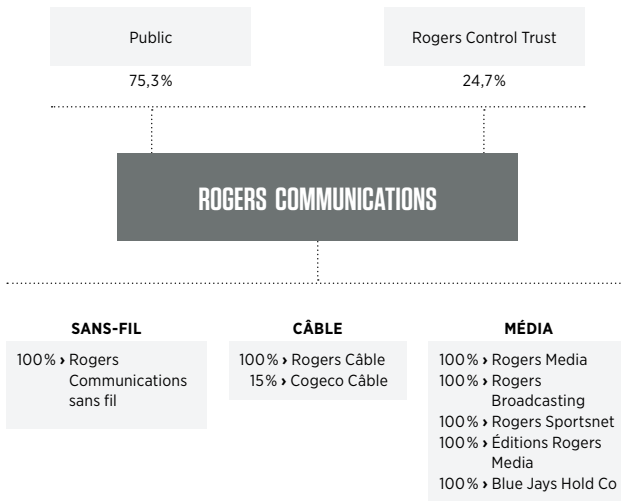 Public
Rogers Control Trust
75,3%
24,7%
ROGERS COMMUNICATIONS
SANS-FIL
100% › Rogers
Communications
sans fil
CÂBLE
100% › Rogers Câble
15% › Cogeco Câble
MÉDIA
100% › Rogers Media
100% › Rogers
Broadcasting
100% › Rogers Sportsnet
100% › Éditions Rogers
Media
100% › Blue Jays Hold Co